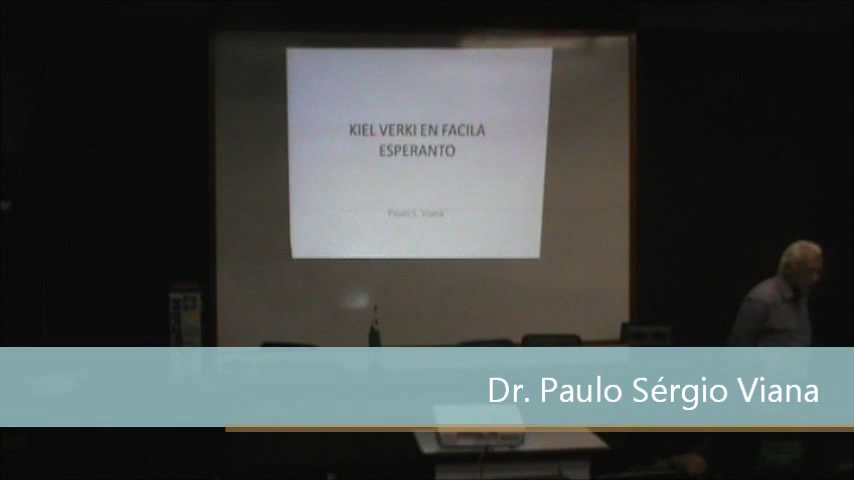 KIEL VERKI EN FACILA
ESPERANTO
Paulo S. Viana
Dr. Paulo Sérgio Viana